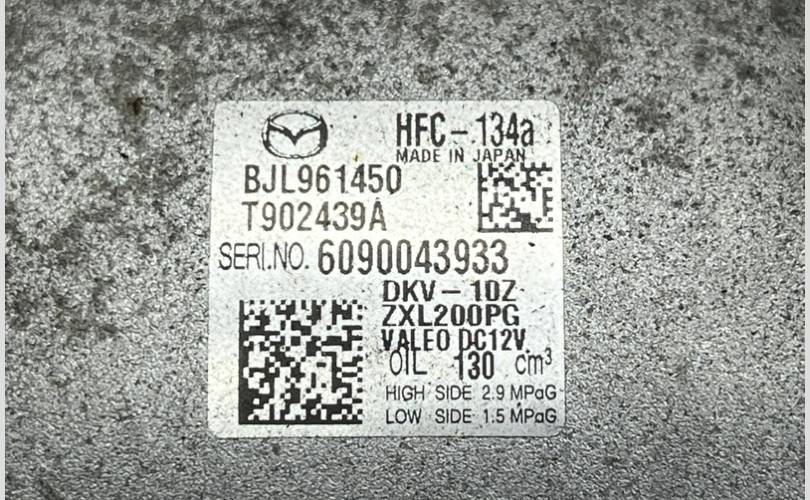 HFC-134a
MADE IN JAPAN
BJL961450
T902439A
SERI.NO. 6090043933
DKV-10Z
ZXL200PG
VALEO DC12V
OIL 130 cm³
HIGH SIDE 2.9 MPaG
LOW SIDE 1.5 MPaG